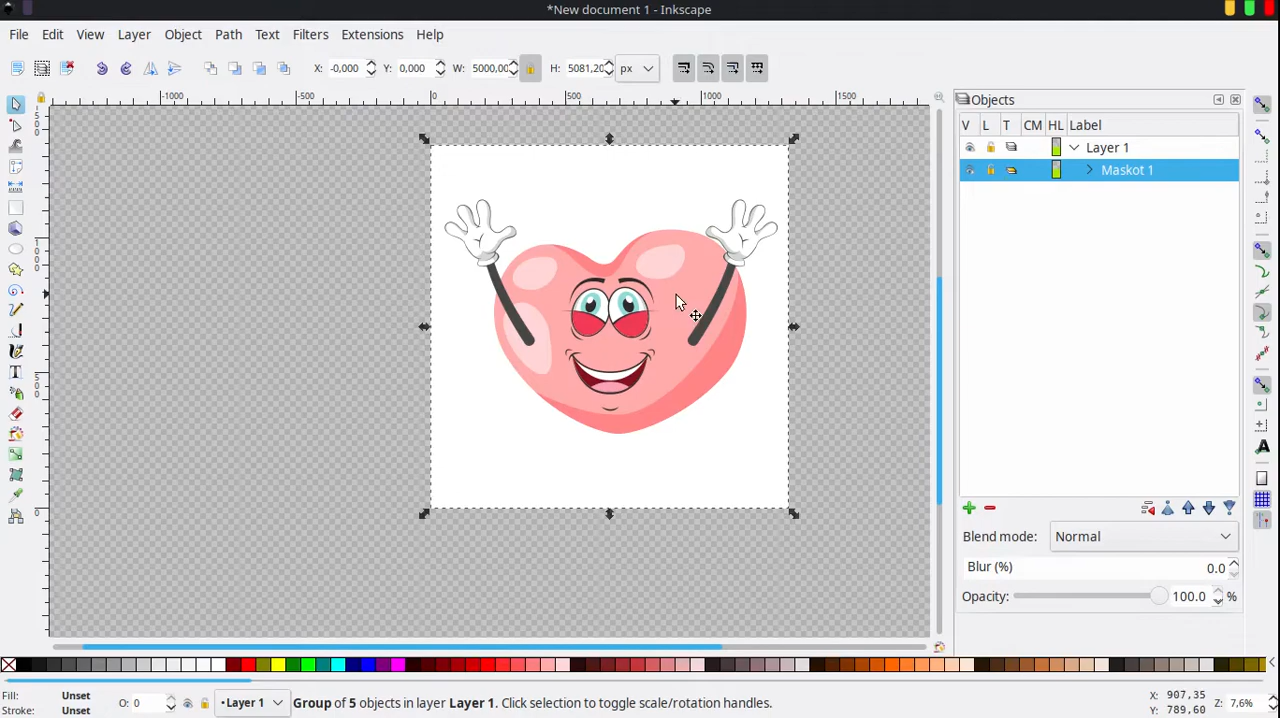 *New document 1 - Inkscape
File Edit View Layer Object Path Text Filters Extensions Help
X: -0,000 Y: 0,000 W: 5000,00 H: 5081,20 px
-1000 -500 0 500 1000 1500
Objects
V L T CM HL Label
Layer 1
Maskot 1
Blend mode: Normal
Blur (%) 0.0
Opacity: 100.0 %
Fill: Unset
Stroke: Unset
O: 0
•Layer 1
Group of 5 objects in layer Layer 1. Click selection to toggle scale/rotation handles.
X: 907,35
Y: 789,60
Z: 7,6%